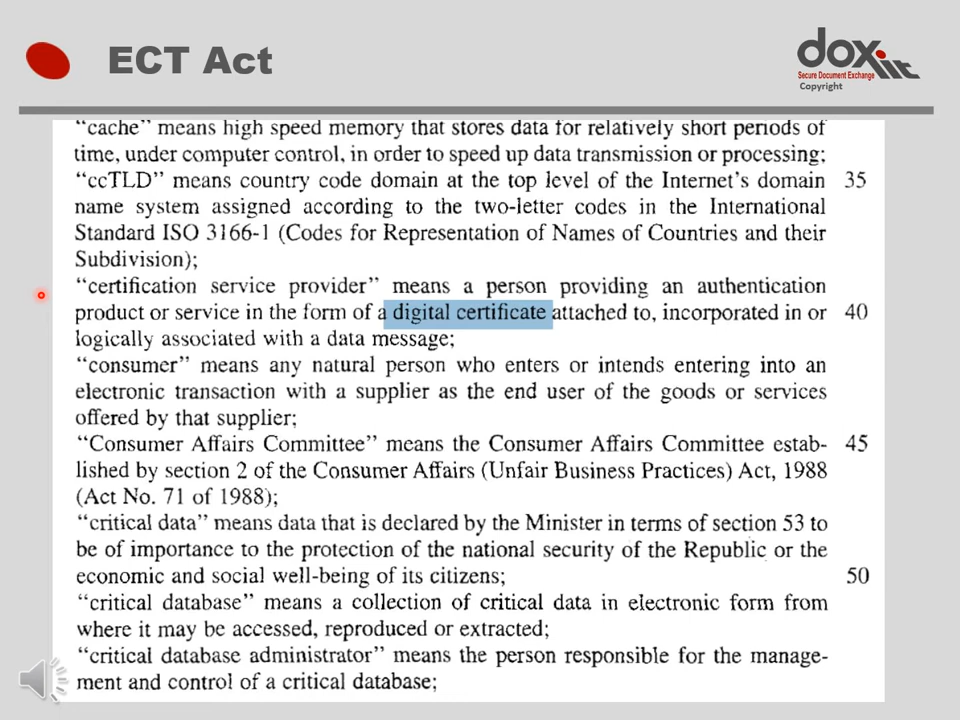 ECT Act
dox-it
Secure Document Exchange
Copyright
“cache” means high speed memory that stores data for relatively short periods of
time, under computer control, in order to speed up data transmission or processing;
“ccTLD” means country code domain at the top level of the Internet’s domain 35
name system assigned according to the two-letter codes in the International
Standard ISO 3166-1 (Codes for Representation of Names of Countries and their
Subdivision);
“certification service provider” means a person providing an authentication
product or service in the form of a digital certificate attached to, incorporated in or 40
logically associated with a data message;
“consumer” means any natural person who enters or intends entering into an
electronic transaction with a supplier as the end user of the goods or services
offered by that supplier;
“Consumer Affairs Committee” means the Consumer Affairs Committee estab- 45
lished by section 2 of the Consumer Affairs (Unfair Business Practices) Act, 1988
(Act No. 71 of 1988);
“critical data” means data that is declared by the Minister in terms of section 53 to
be of importance to the protection of the national security of the Republic or the
economic and social well-being of its citizens; 50
“critical database” means a collection of critical data in electronic form from
where it may be accessed, reproduced or extracted;
“critical database administrator” means the person responsible for the manage-
ment and control of a critical database;